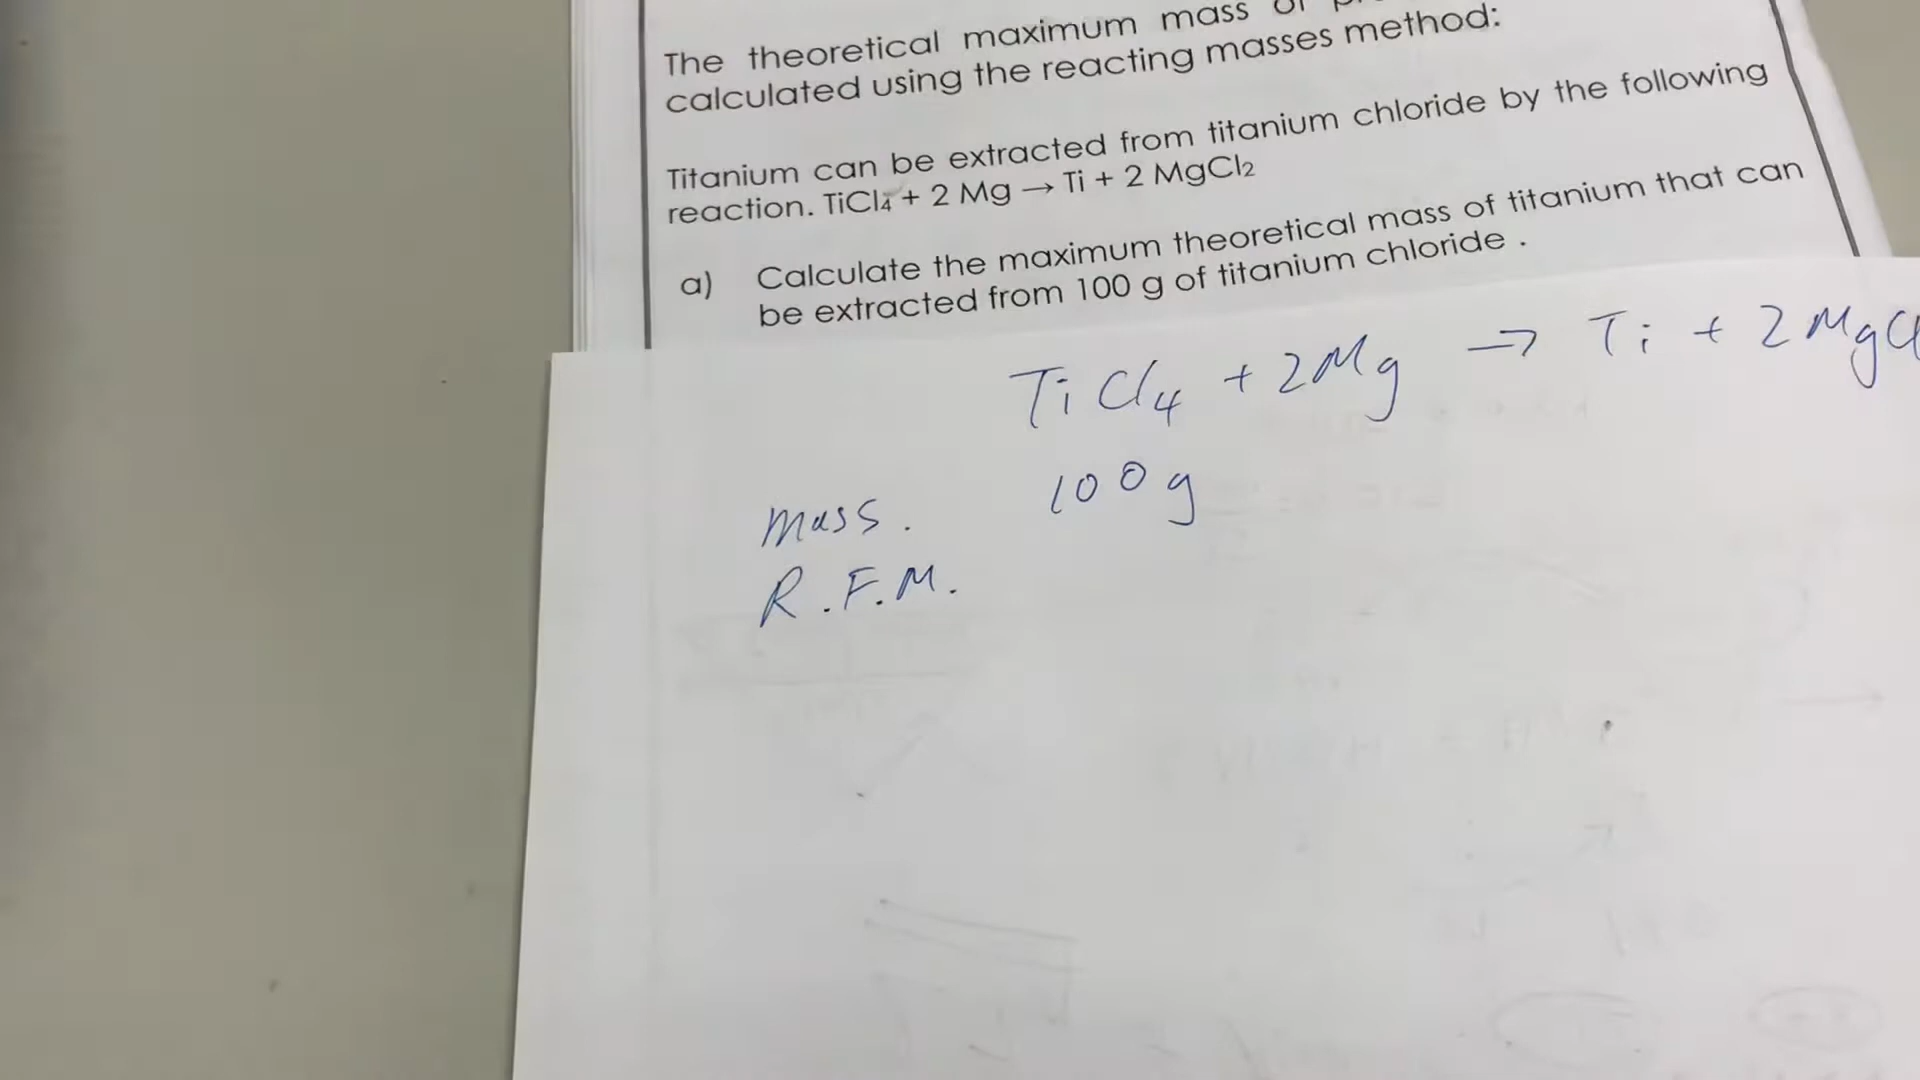 The theoretical maximum mass of
calculated using the reacting masses method:
Titanium can be extracted from titanium chloride by the following
reaction. TiCl₄ + 2 Mg → Ti + 2 MgCl₂
a) Calculate the maximum theoretical mass of titanium that can
be extracted from 100 g of titanium chloride .
TiCl₄ + 2Mg → Ti + 2MgCl
mass. 100g
R.F.M.